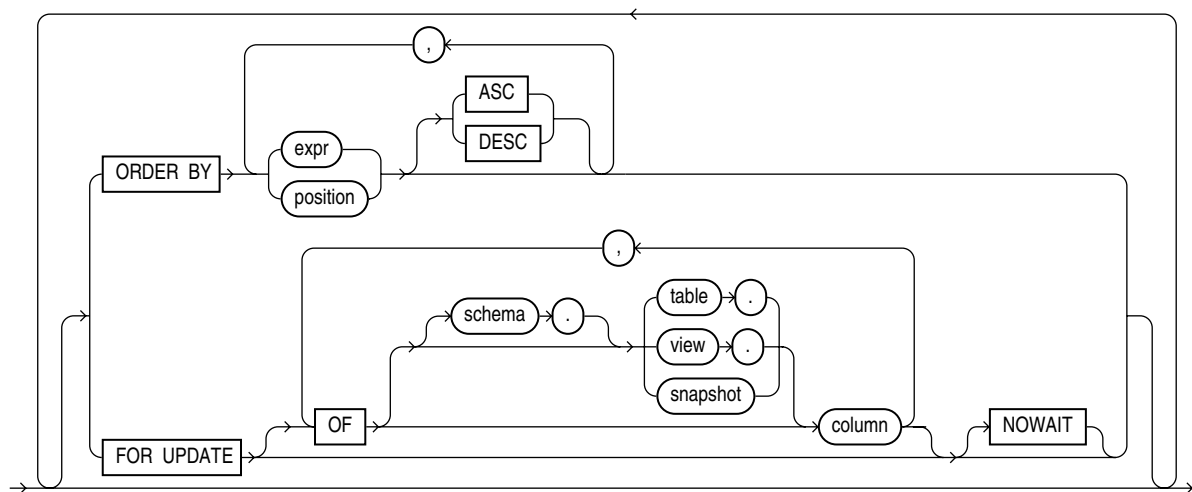 ,
ASC
DESC
expr
ORDER BY
position
,
table .
schema .
view .
snapshot
OF
column
NOWAIT
FOR UPDATE